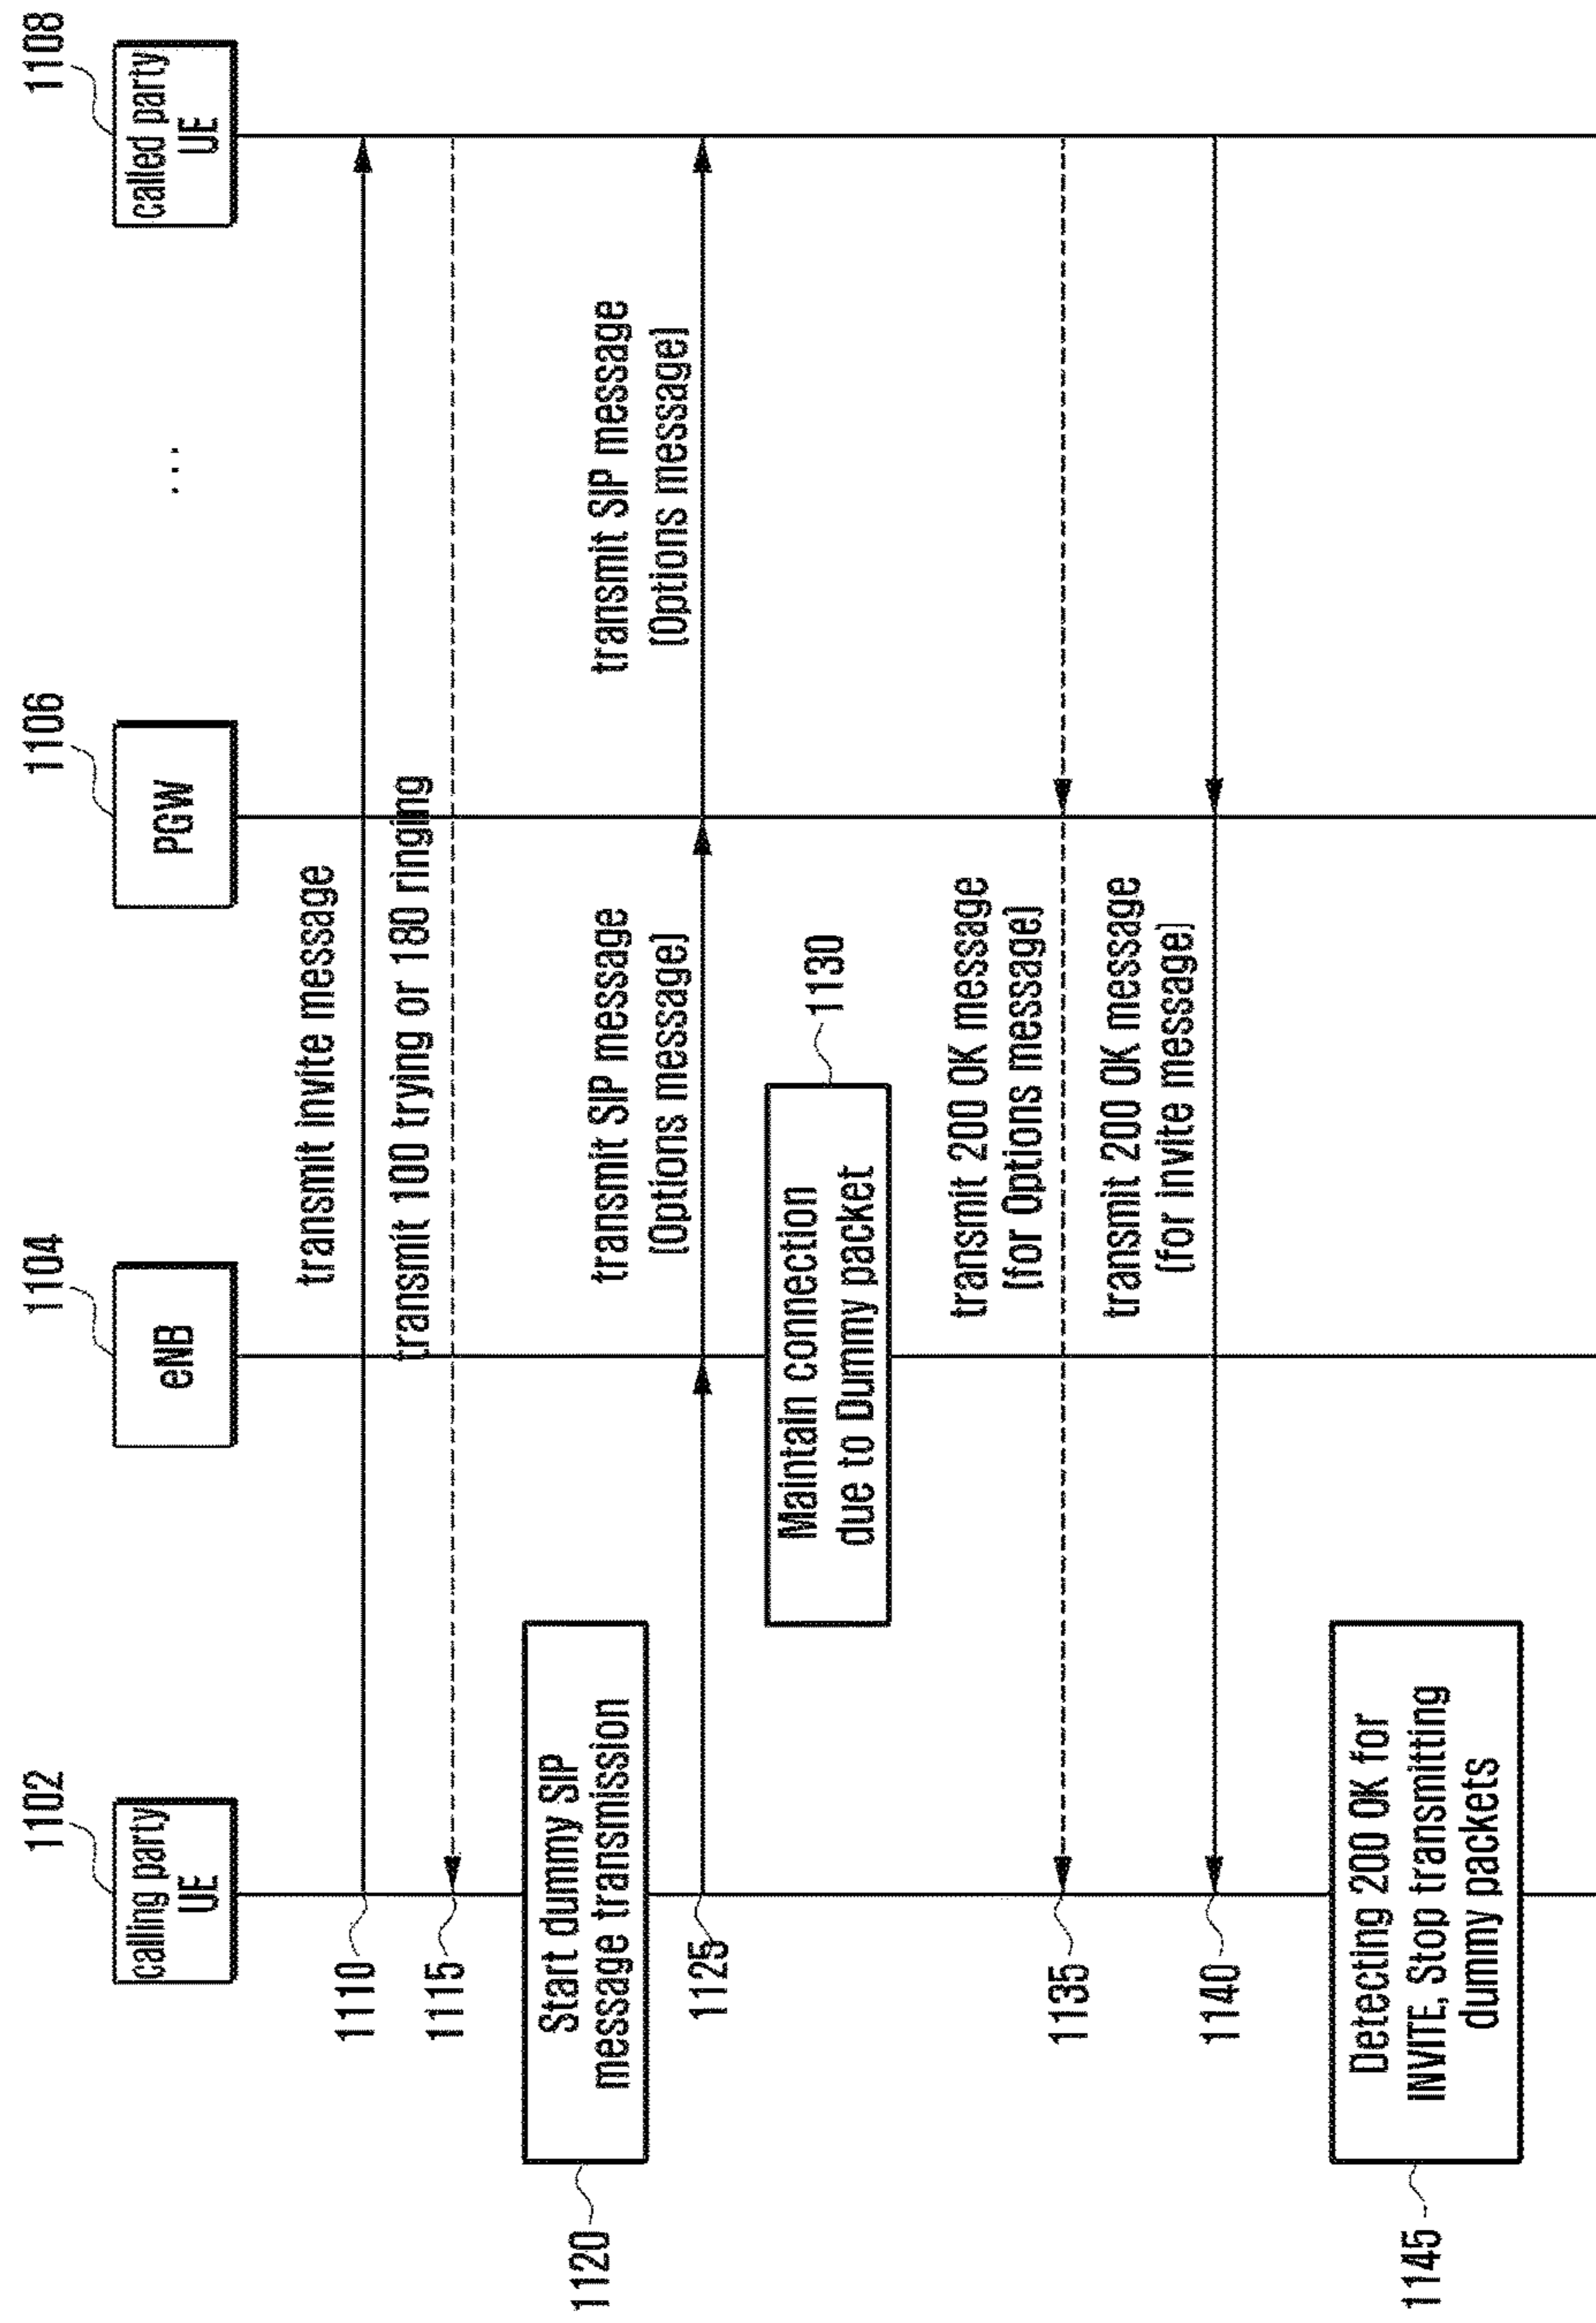 1102
calling party
UE
1104
eNB
1106
PGW
...
1108
called party
UE
transmit invite message
1110
transmit 100 trying or 180 ringing
1115
Start dummy SIP
message transmission
1120
transmit SIP message
(Options message)
transmit SIP message
(Options message)
1125
Maintain connection
due to Dummy packet
1130
transmit 200 OK message
(for Options message)
1135
transmit 200 OK message
(for invite message)
1140
Detecting 200 OK for
INVITE, Stop transmitting
dummy packets
1145